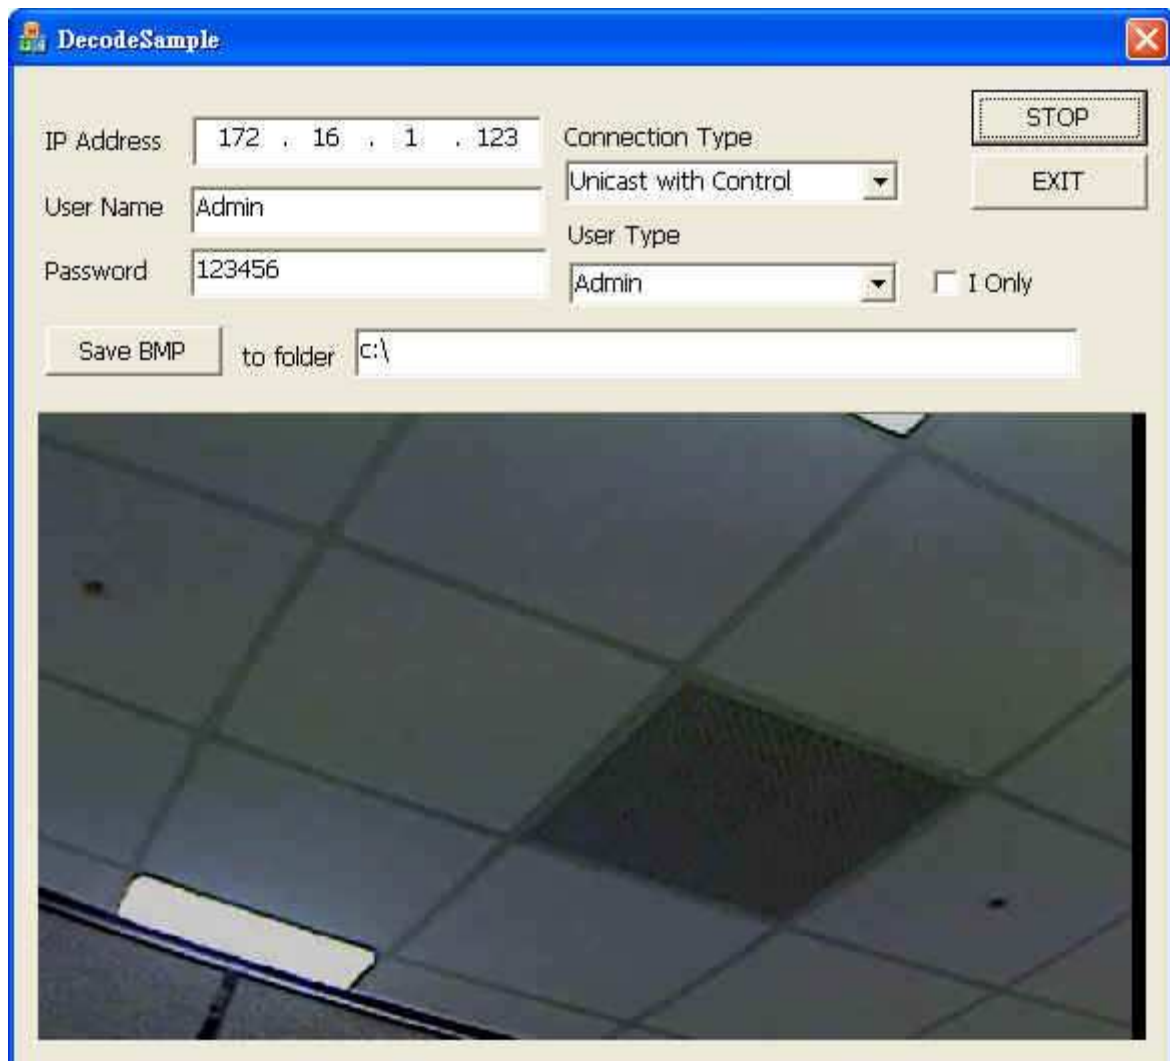 DecodeSample
IP Address 172 . 16 . 1 . 123
Connection Type
STOP
Unicast with Control
EXIT
User Name Admin
User Type
Password 123456
Admin
I Only
Save BMP to folder c:\